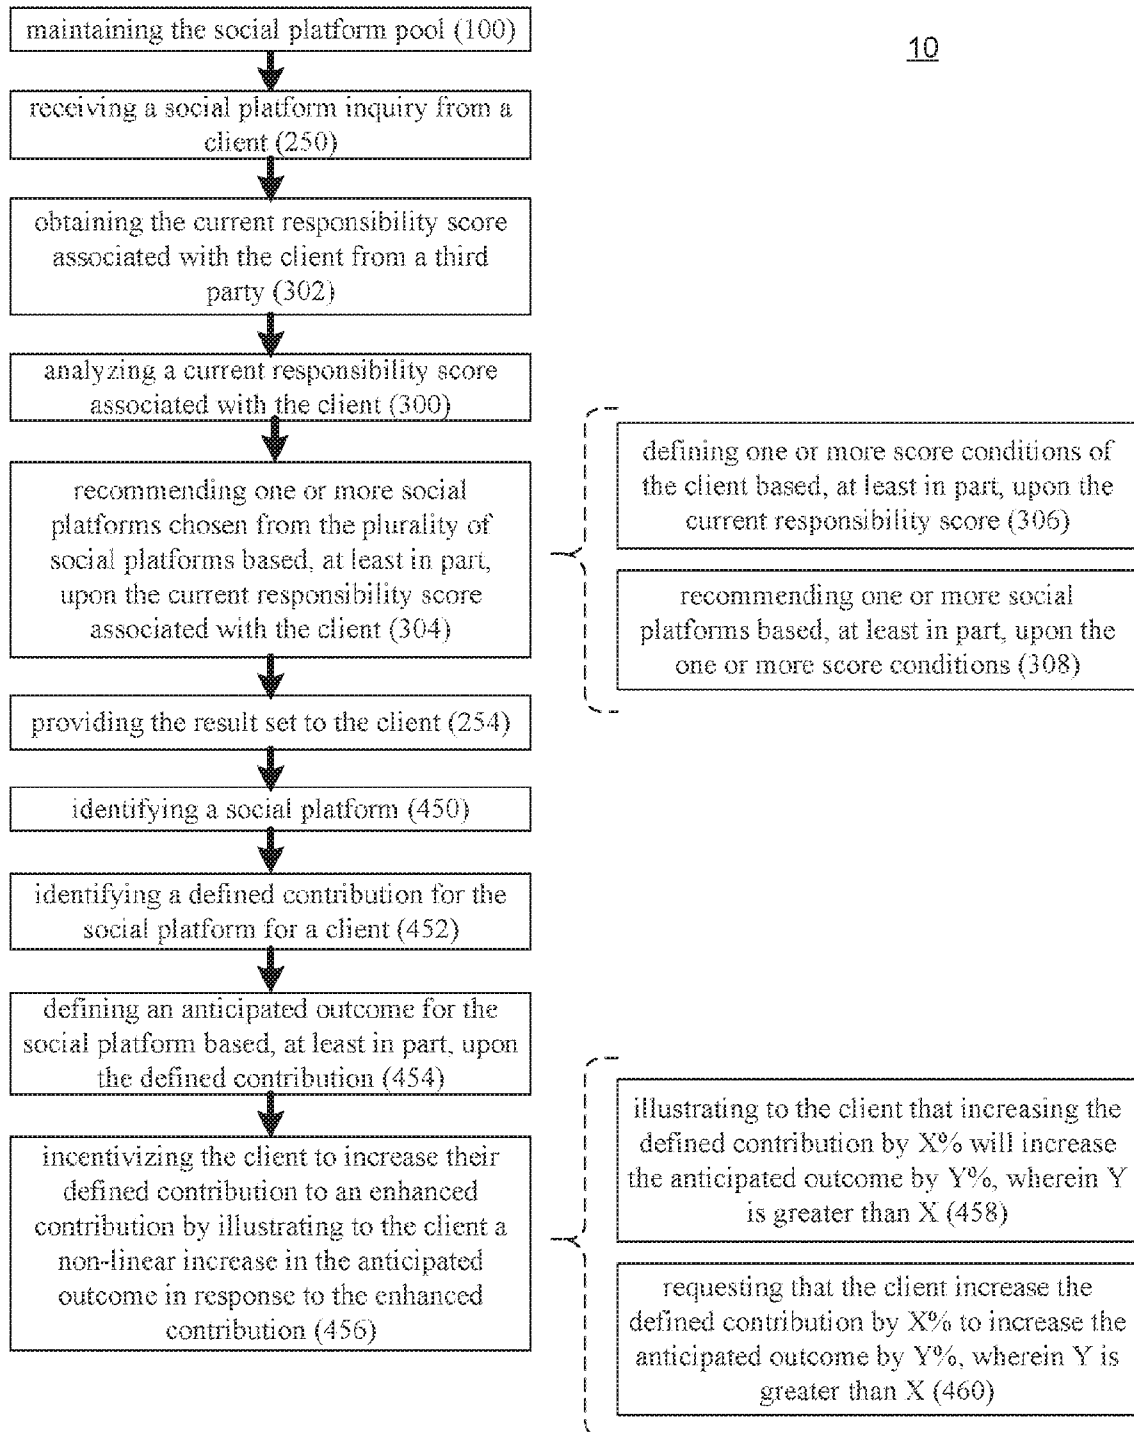 maintaining the social platform pool (100)
10
receiving a social platform inquiry from a
client (250)
obtaining the current responsibility score
associated with the client from a third
party (302)
analyzing a current responsibility score
associated with the client (300)
recommending one or more social
platforms chosen from the plurality of
social platforms based, at least in part,
upon the current responsibility score
associated with the client (304)
defining one or more score conditions of
the client based, at least in part, upon the
current responsibility score (306)
recommending one or more social
platforms based, at least in part, upon the
one or more score conditions (308)
providing the result set to the client (254)
identifying a social platform (450)
identifying a defined contribution for the
social platform for a client (452)
defining an anticipated outcome for the
social platform based, at least in part, upon
the defined contribution (454)
incentivizing the client to increase their
defined contribution to an enhanced
contribution by illustrating to the client a
non-linear increase in the anticipated
outcome in response to the enhanced
contribution (456)
illustrating to the client that increasing the
defined contribution by X% will increase
the anticipated outcome by Y%, wherein Y
is greater than X (458)
requesting that the client increase the
defined contribution by X% to increase the
anticipated outcome by Y%, wherein Y is
greater than X (460)